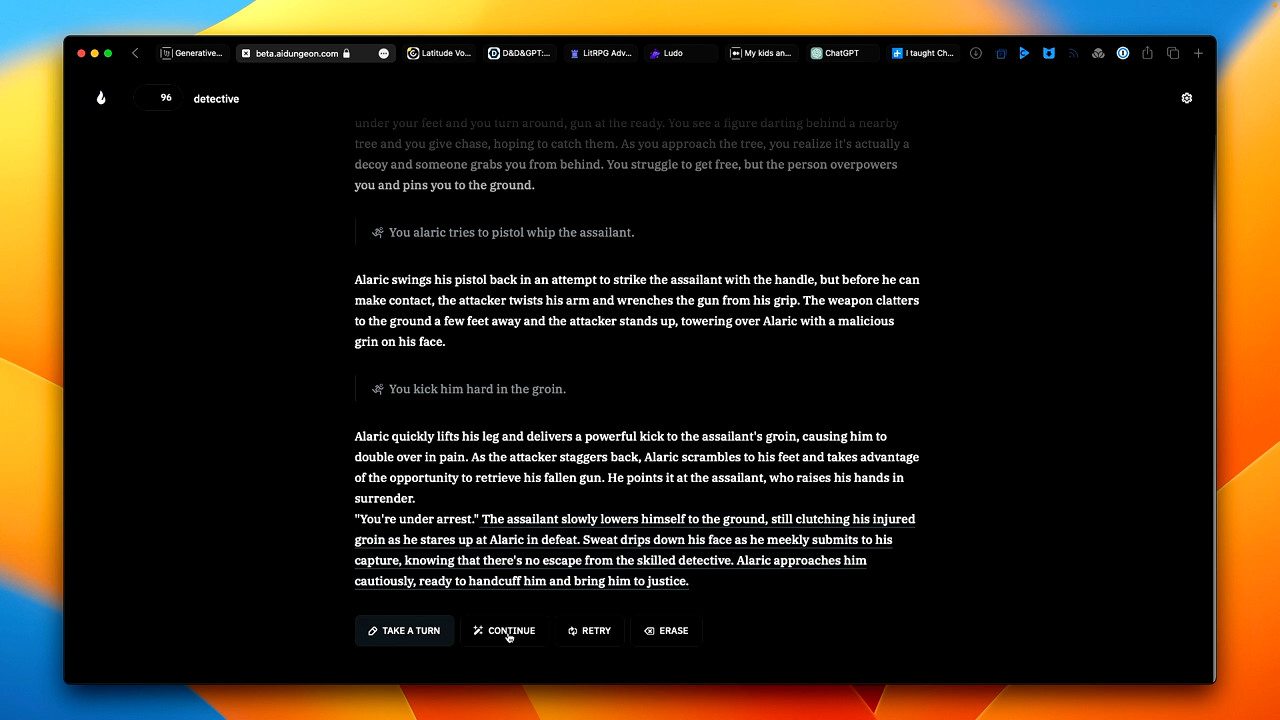 Generative...
beta.aidungeon.com
Latitude Vo...
D&D&GPT:...
LitRPG Adv...
Ludo
My kids an...
ChatGPT
I taught Ch...
96
detective
under your feet and you turn around, gun at the ready. You see a figure darting behind a nearby
tree and you give chase, hoping to catch them. As you approach the tree, you realize it's actually a
decoy and someone grabs you from behind. You struggle to get free, but the person overpowers
you and pins you to the ground.
You alaric tries to pistol whip the assailant.
Alaric swings his pistol back in an attempt to strike the assailant with the handle, but before he can
make contact, the attacker twists his arm and wrenches the gun from his grip. The weapon clatters
to the ground a few feet away and the attacker stands up, towering over Alaric with a malicious
grin on his face.
You kick him hard in the groin.
Alaric quickly lifts his leg and delivers a powerful kick to the assailant's groin, causing him to
double over in pain. As the attacker staggers back, Alaric scrambles to his feet and takes advantage
of the opportunity to retrieve his fallen gun. He points it at the assailant, who raises his hands in
surrender.
"You're under arrest." The assailant slowly lowers himself to the ground, still clutching his injured
groin as he stares up at Alaric in defeat. Sweat drips down his face as he meekly submits to his
capture, knowing that there's no escape from the skilled detective. Alaric approaches him
cautiously, ready to handcuff him and bring him to justice.
TAKE A TURN
CONTINUE
RETRY
ERASE